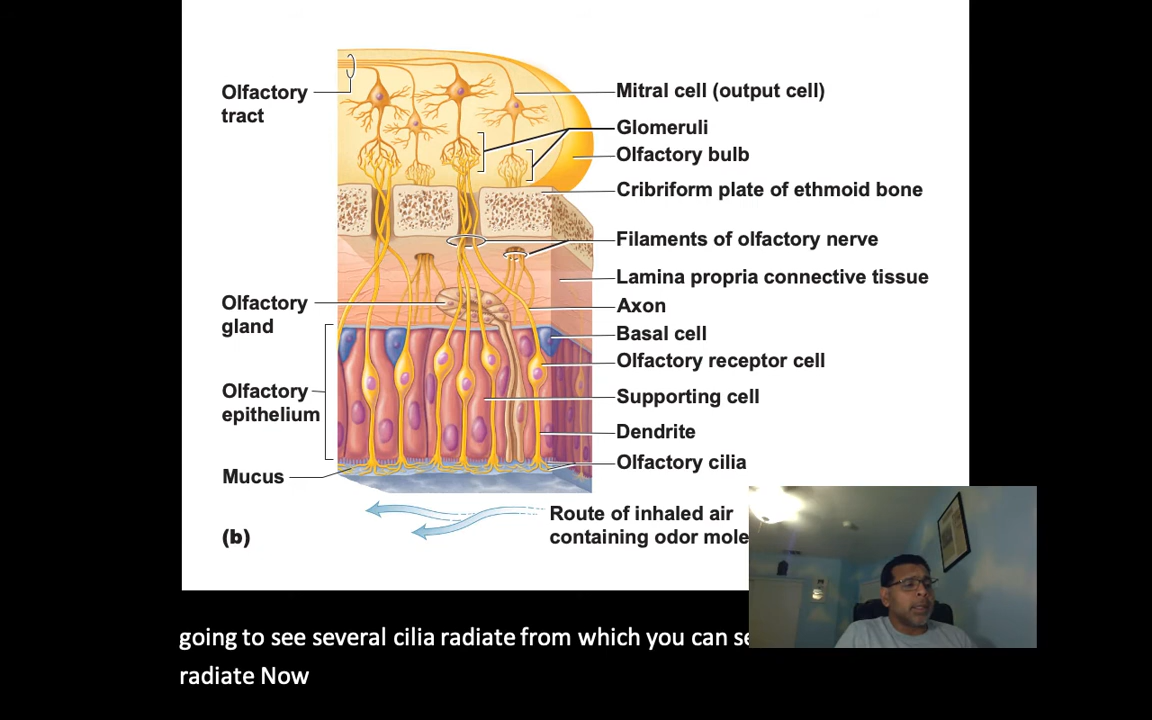 Olfactory
tract
Mitral cell (output cell)
Glomeruli
Olfactory bulb
Cribriform plate of ethmoid bone
Filaments of olfactory nerve
Lamina propria connective tissue
Olfactory
gland
Axon
Basal cell
Olfactory receptor cell
Olfactory
epithelium
Supporting cell
Dendrite
Olfactory cilia
Mucus
Route of inhaled air
containing odor mole
(b)
going to see several cilia radiate from which you can se
radiate Now